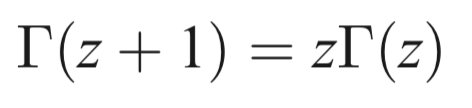 Γ(z + 1) = zΓ(z)